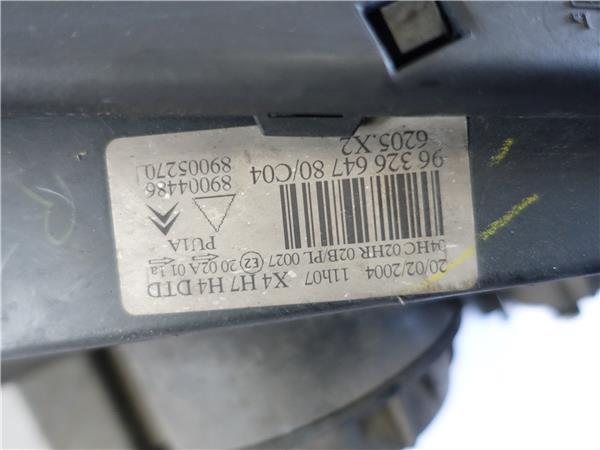 20/02/2004 11h07 X4 H7 H4 DTD
04HC 02HR 02B/PL 0027 E2 20 02A 01 1a
PU1A
96 326 647 80/C04
89004486
6205.X2
89005270